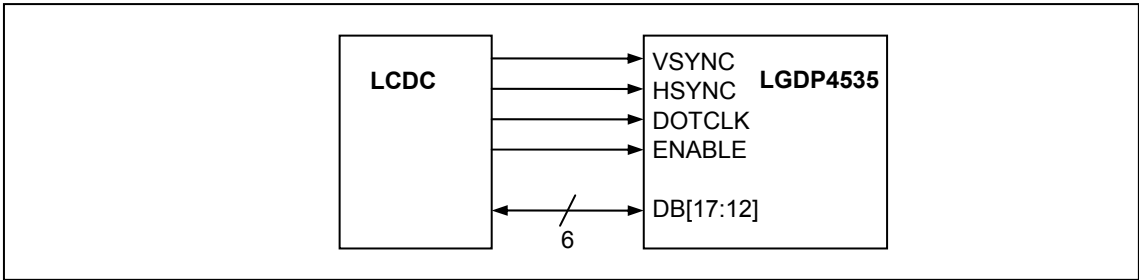 LCDC
VSYNC
LGDP4535
HSYNC
DOTCLK
ENABLE
DB[17:12]
6